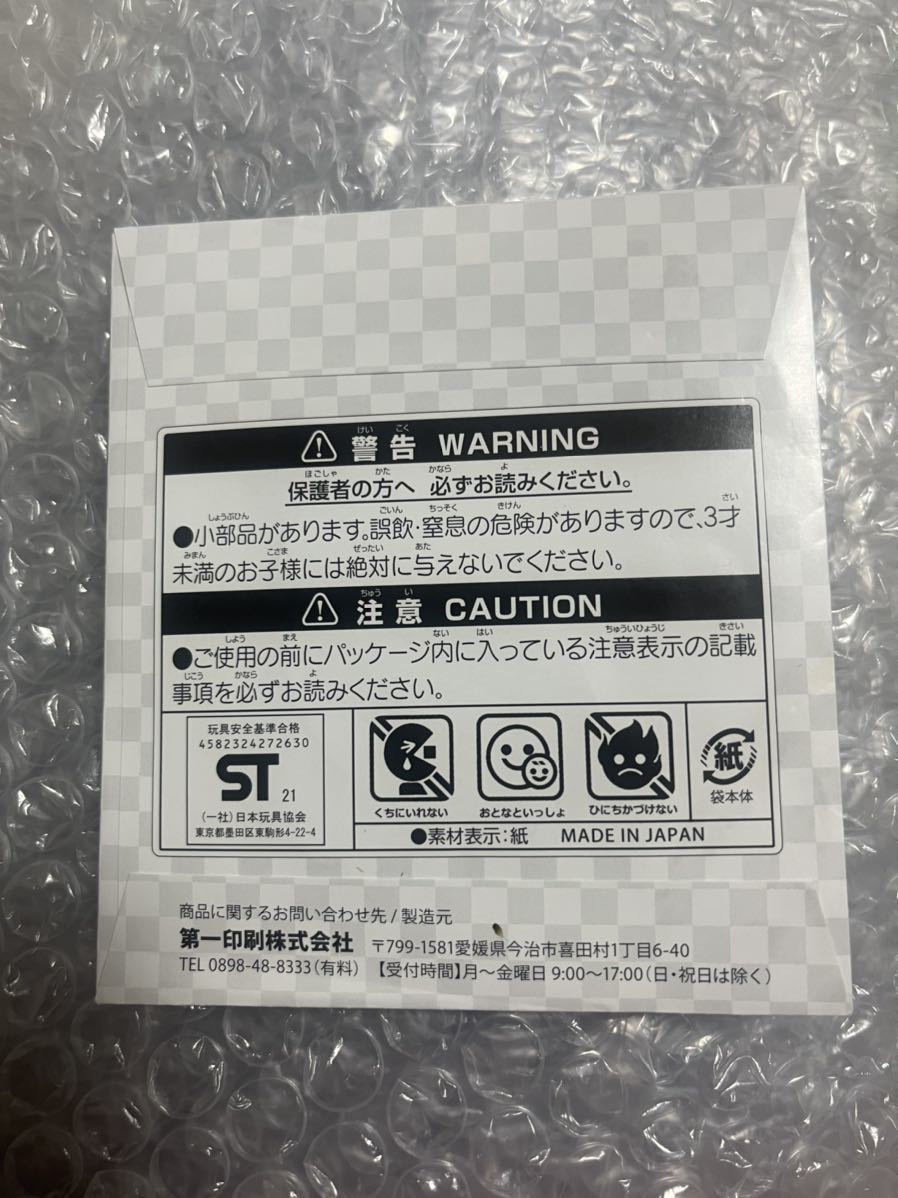 警告 WARNING
保護者の方へ 必ずお読みください。
●小部品があります。誤飲・窒息の危険がありますので、3才
未満のお子様には絶対に与えないでください。
注意 CAUTION
●ご使用の前にパッケージ内に入っている注意表示の記載
事項を必ずお読みください。
玩具安全基準合格
4582324272630
ST 21
(一社)日本玩具協会
東京都墨田区東駒形4-22-4
くちにいれない
おとなといっしょ
ひにちかづけない
紙
袋本体
●素材表示:紙 MADE IN JAPAN
商品に関するお問い合わせ先/製造元
第一印刷株式会社 〒799-1581愛媛県今治市喜田村1丁目6-40
TEL 0898-48-8333(有料) 【受付時間】月～金曜日 9:00～17:00(日・祝日は除く)